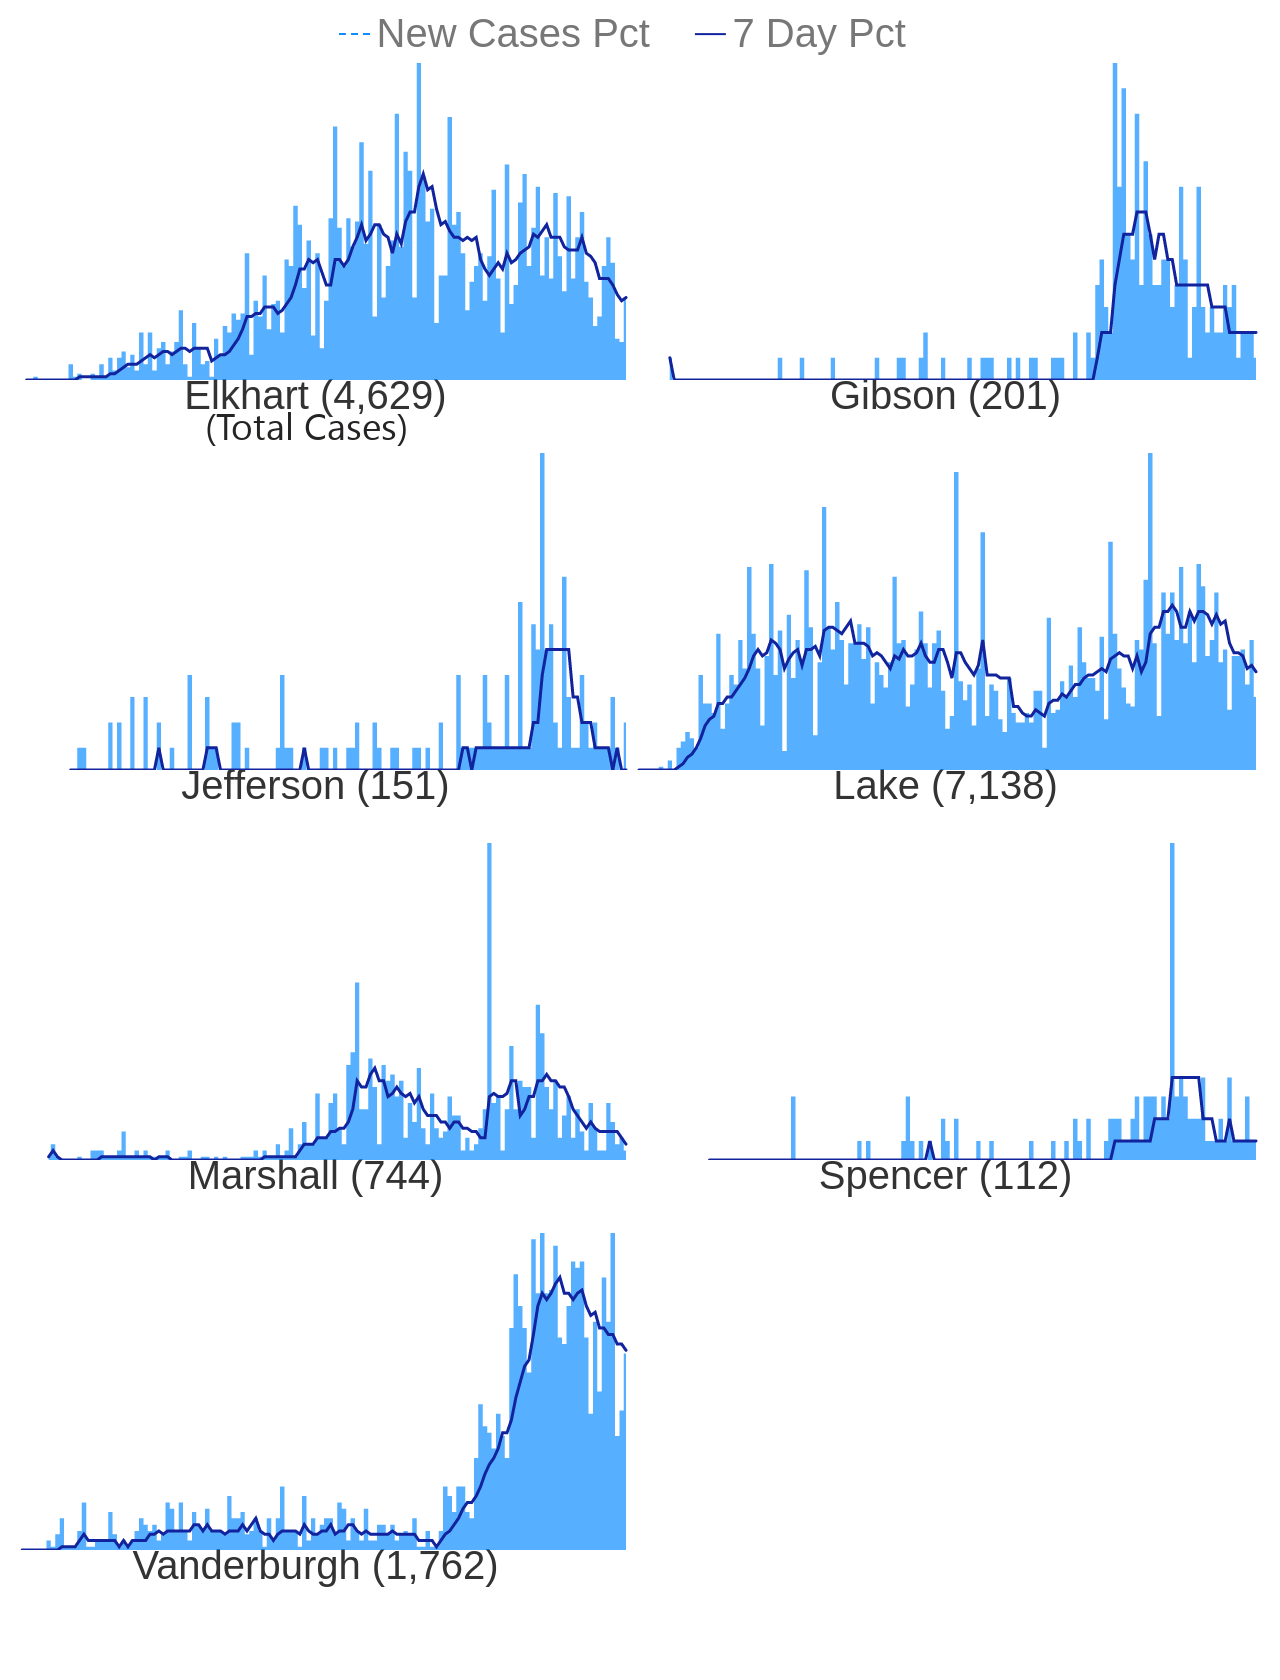 New Cases Pct 7 Day Pct
Elkhart (4,629) Gibson (201)
(Total Cases)
Jefferson (151) Lake (7,138)
Marshall (744) Spencer (112)
Vanderburgh (1,762)